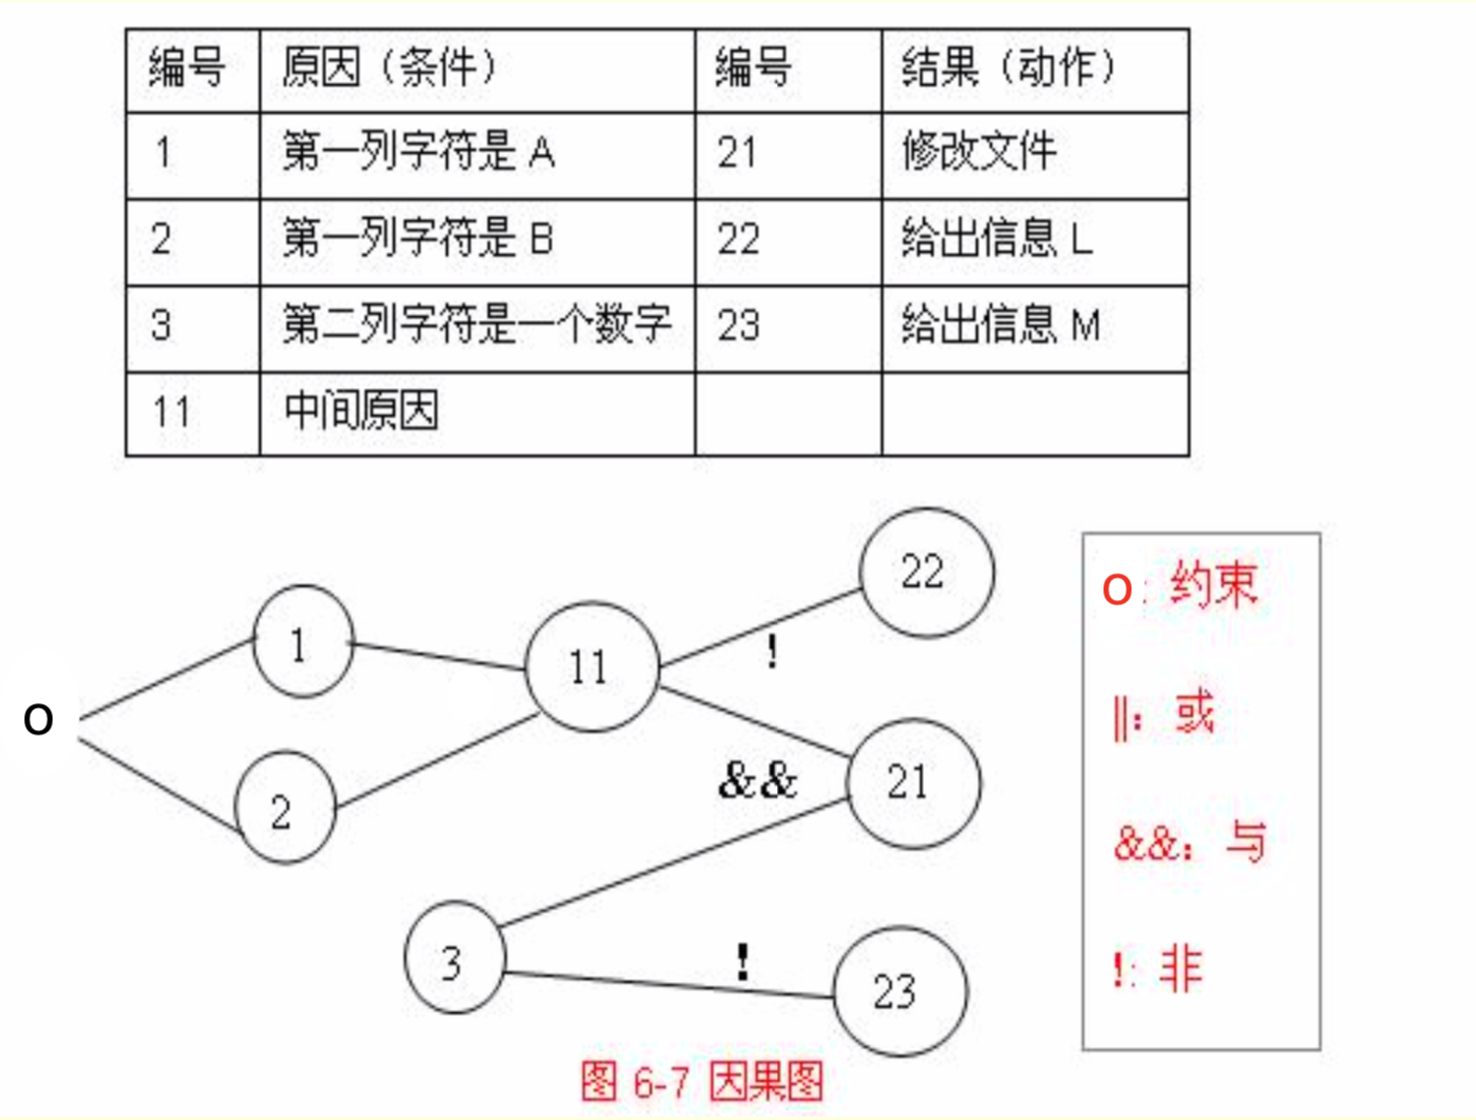 编号 原因（条件） 编号 结果（动作）
1 第一列字符是 A 21 修改文件
2 第一列字符是 B 22 给出信息 L
3 第二列字符是一个数字 23 给出信息 M
11 中间原因
22
o: 约束
1
11
!
||: 或
o
&&
21
2
&&: 与
3
!
23
!: 非
图 6-7 因果图